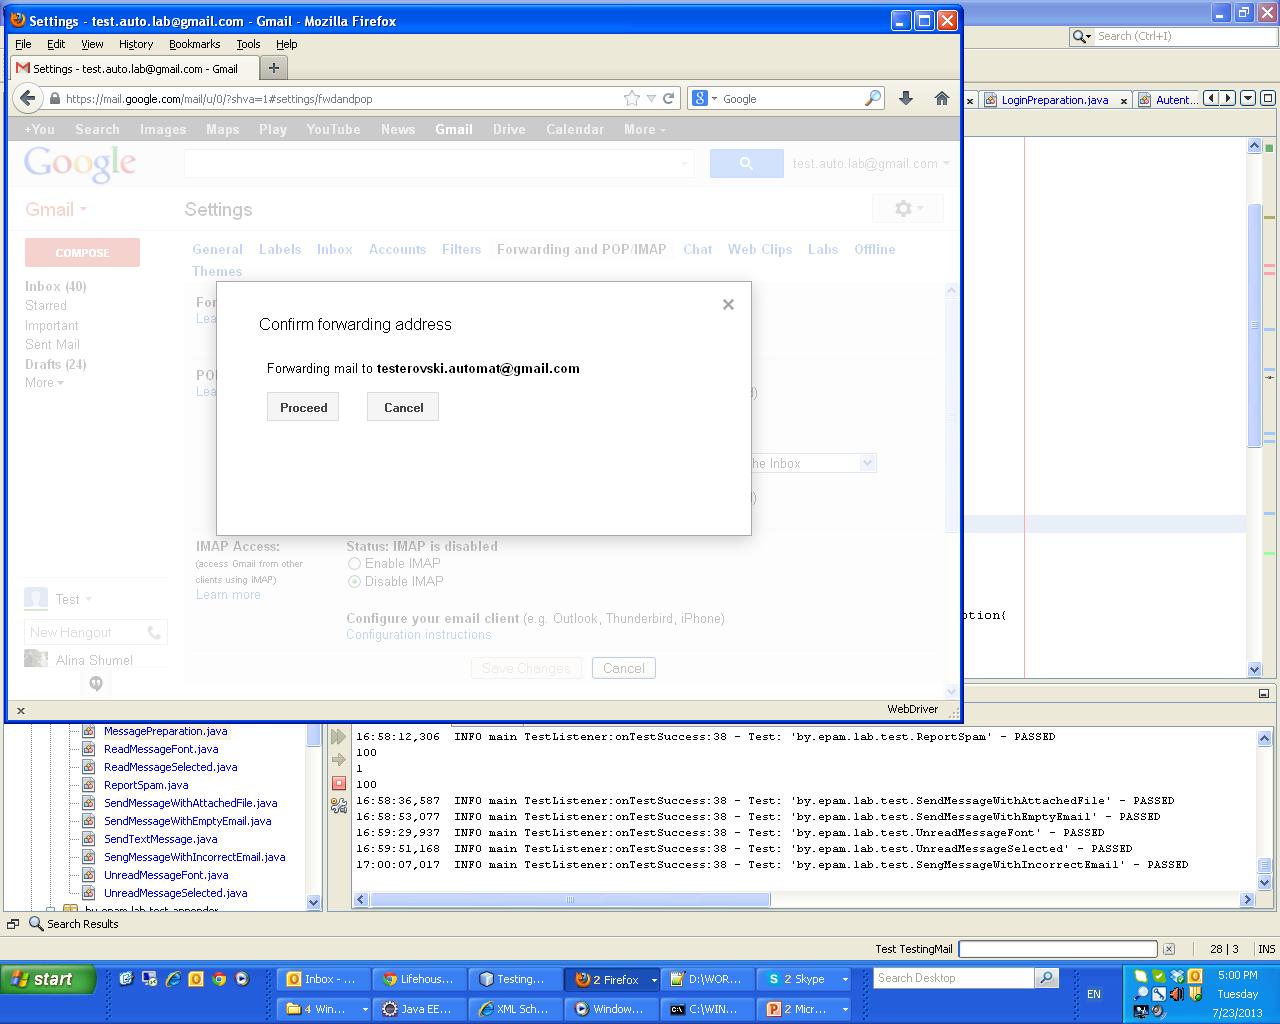 Settings - test.auto.lab@gmail.com - Gmail - Mozilla Firefox
File Edit View History Bookmarks Tools Help
Search (Ctrl+I)
Settings - test.auto.lab@gmail.com - Gmail
https://mail.google.com/mail/u/0/?shva=1#settings/fwdandpop
Google
LoginPreparation.java
Autent...
+You Search Images Maps Play YouTube News Gmail Drive Calendar More
Google
test.auto.lab@gmail.com
Gmail
Settings
COMPOSE
General Labels Inbox Accounts Filters Forwarding and POP/IMAP Chat Web Clips Labs Offline
Themes
Inbox (40)
Starred
Important
Sent Mail
Drafts (24)
More
Confirm forwarding address
Forwarding mail to testerovski.automat@gmail.com
Proceed Cancel
he Inbox
IMAP Access:
(access Gmail from other
clients using IMAP)
Learn more
Status: IMAP is disabled
Enable IMAP
Disable IMAP
Configure your email client (e.g. Outlook, Thunderbird, iPhone)
Configuration instructions
Save Changes Cancel
Test
New Hangout
Alina Shumel
ption{
WebDriver
MessagePreparation.java
ReadMessageFont.java
ReadMessageSelected.java
ReportSpam.java
SendMessageWithAttachedFile.java
SendMessageWithEmptyEmail.java
SendTextMessage.java
SengMessageWithIncorrectEmail.java
UnreadMessageFont.java
UnreadMessageSelected.java
by.epam.lab.test.appender
16:58:12,306 INFO main TestListener:onTestSuccess:38 - Test: 'by.epam.lab.test.ReportSpam' - PASSED
100
1
100
16:58:36,587 INFO main TestListener:onTestSuccess:38 - Test: 'by.epam.lab.test.SendMessageWithAttachedFile' - PASSED
16:58:53,077 INFO main TestListener:onTestSuccess:38 - Test: 'by.epam.lab.test.SendMessageWithEmptyEmail' - PASSED
16:59:29,937 INFO main TestListener:onTestSuccess:38 - Test: 'by.epam.lab.test.UnreadMessageFont' - PASSED
16:59:51,168 INFO main TestListener:onTestSuccess:38 - Test: 'by.epam.lab.test.UnreadMessageSelected' - PASSED
17:00:07,017 INFO main TestListener:onTestSuccess:38 - Test: 'by.epam.lab.test.SengMessageWithIncorrectEmail' - PASSED
Search Results
Test TestingMail
28 | 3 INS
start
Inbox - ... Lifehous... Testing... 2 Firefox D:\WOR... 2 Skype
Search Desktop
4 Win... Java EE... XML Sch... Window... C:\WIN... 2 Micr...
EN
5:00 PM
Tuesday
7/23/2013